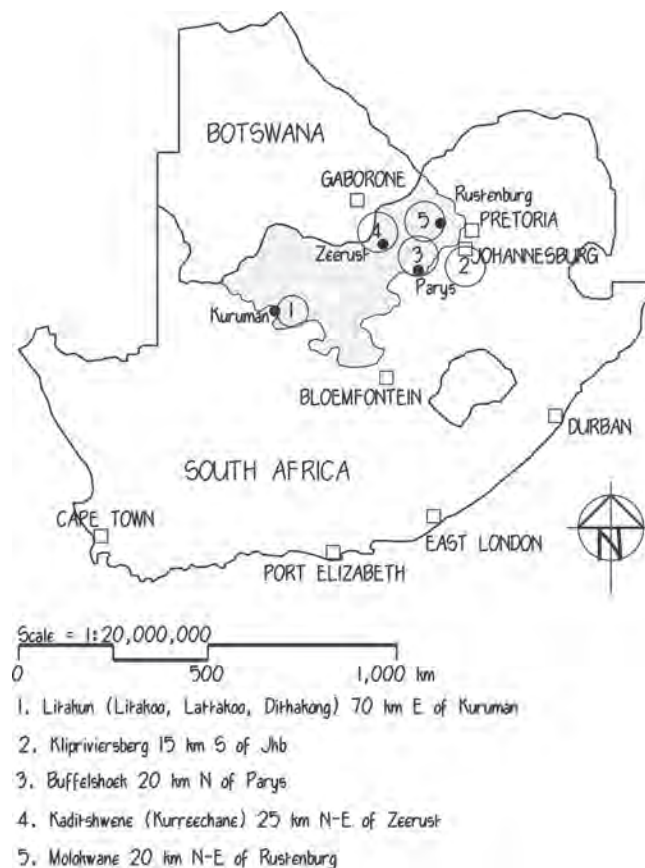 BOTSWANA
GABORONE
Rustenburg
4
5
PRETORIA
Zeerust
3
JOHANNESBURG
2
Parys
Kuruman
1
BLOEMFONTEIN
DURBAN
SOUTH AFRICA
CAPE TOWN
EAST LONDON
N
PORT ELIZABETH
Scale = 1:20,000,000
0 500 1,000 km
1. Litakun (Litakoo, Lattakoo, Dithakong) 70 km E of Kuruman
2. Klipriviersberg 15 km S of Jhb
3. Buffelshoek 20 km N of Parys
4. Kaditshwene (Kurreechane) 25 km N-E. of Zeerust
5. Molokwane 20 km N-E of Rustenburg